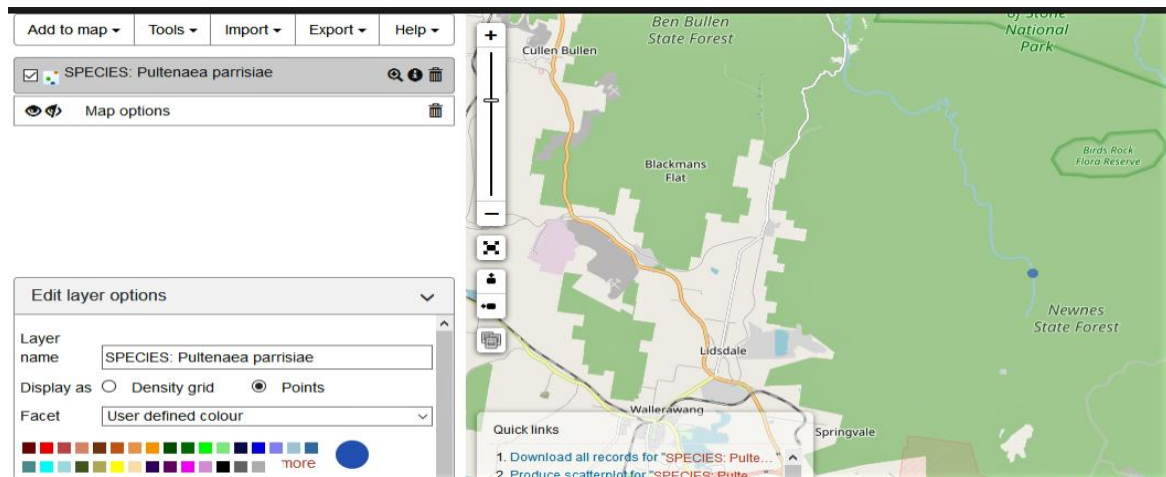 Add to map Tools Import Export Help
SPECIES: Pultenaea parrisiae
Map options
Edit layer options
Layer
name SPECIES: Pultenaea parrisiae
Display as Density grid Points
Facet User defined colour
more
+
−
Ben Bullen
State Forest
of Stone
National
Park
Cullen Bullen
Birds Rock
Flora Reserve
Blackmans
Flat
Newnes
State Forest
Lidsdale
Wallerawang
Springvale
Quick links
1. Download all records for "SPECIES: Pulte... "
2. Produce scatterplot for "SPECIES: Pulte... "